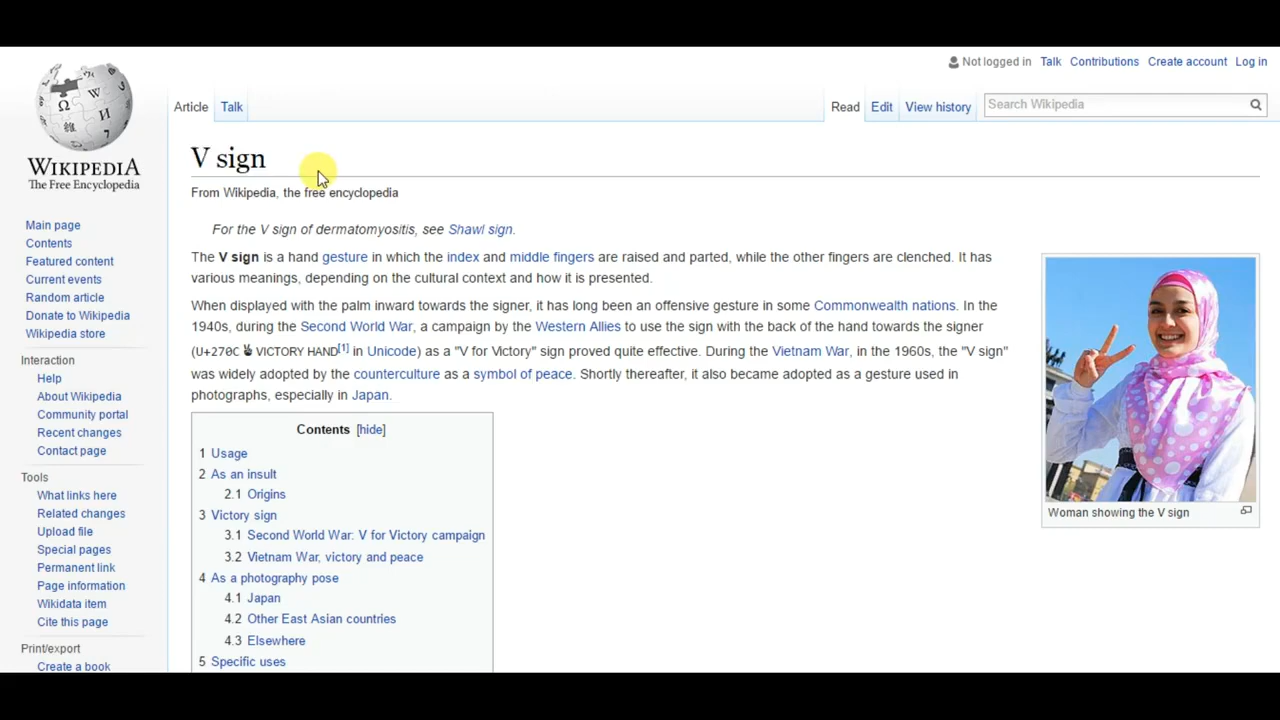 Not logged in Talk Contributions Create account Log in
Article Talk Read Edit View history Search Wikipedia
WIKIPEDIA
The Free Encyclopedia
Main page
Contents
Featured content
Current events
Random article
Donate to Wikipedia
Wikipedia store
Interaction
Help
About Wikipedia
Community portal
Recent changes
Contact page
Tools
What links here
Related changes
Upload file
Special pages
Permanent link
Page information
Wikidata item
Cite this page
Print/export
Create a book
V sign
From Wikipedia, the free encyclopedia
For the V sign of dermatomyositis, see Shawl sign.
The V sign is a hand gesture in which the index and middle fingers are raised and parted, while the other fingers are clenched. It has
various meanings, depending on the cultural context and how it is presented.
When displayed with the palm inward towards the signer, it has long been an offensive gesture in some Commonwealth nations. In the
1940s, during the Second World War, a campaign by the Western Allies to use the sign with the back of the hand towards the signer
(U+270C ✌ VICTORY HAND[1] in Unicode) as a "V for Victory" sign proved quite effective. During the Vietnam War, in the 1960s, the "V sign"
was widely adopted by the counterculture as a symbol of peace. Shortly thereafter, it also became adopted as a gesture used in
photographs, especially in Japan.
Contents [hide]
1 Usage
2 As an insult
2.1 Origins
3 Victory sign
3.1 Second World War: V for Victory campaign
3.2 Vietnam War, victory and peace
4 As a photography pose
4.1 Japan
4.2 Other East Asian countries
4.3 Elsewhere
5 Specific uses
Woman showing the V sign